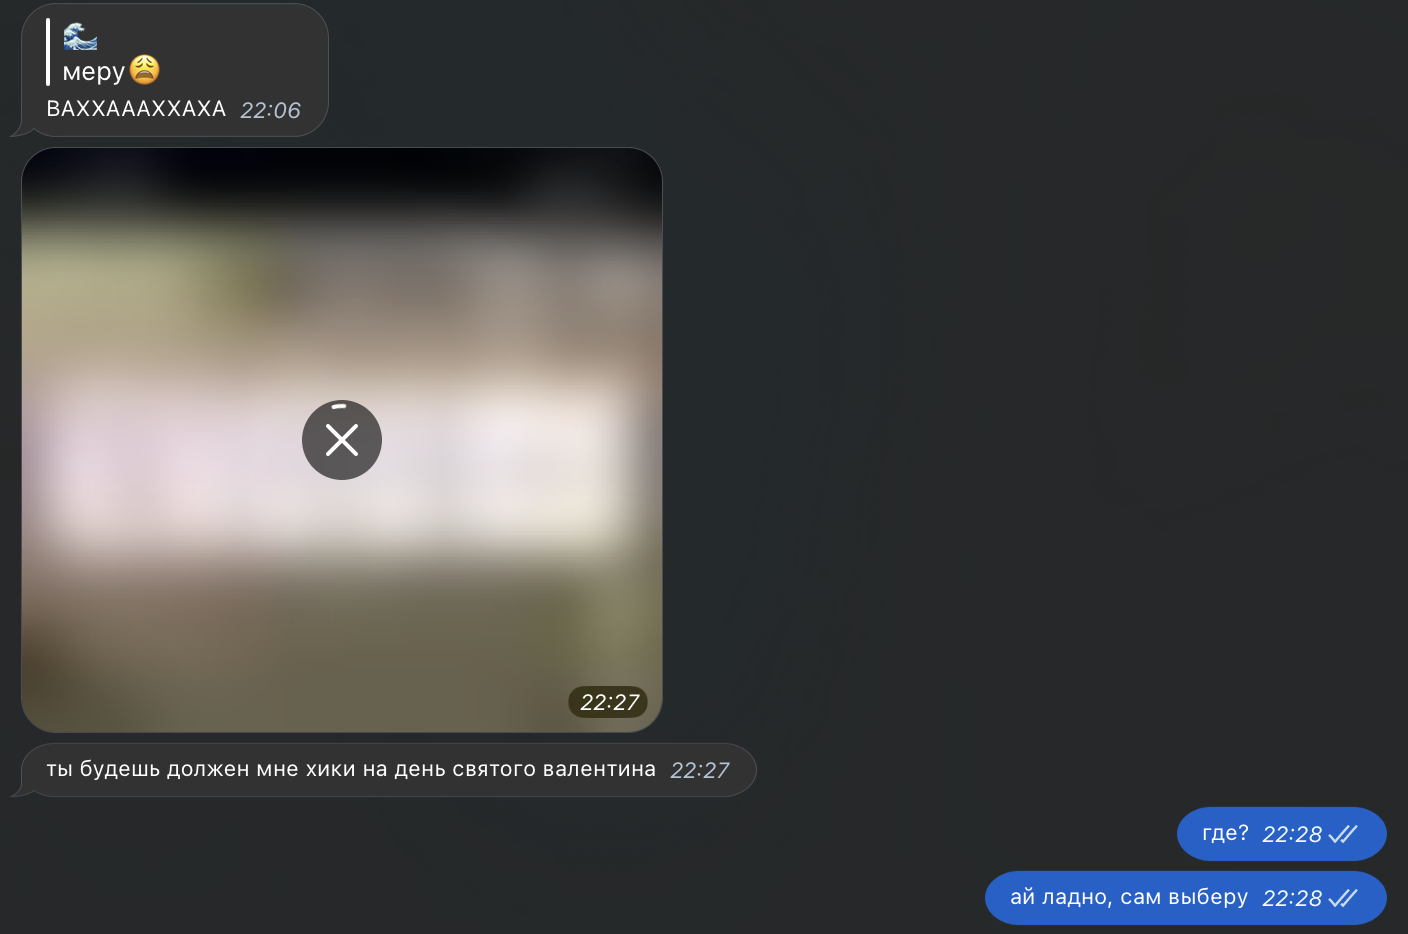 🌊
меру😩
ВАХХАААХХАХА 22:06
22:27
ты будешь должен мне хики на день святого валентина 22:27
где? 22:28
ай ладно, сам выберу 22:28